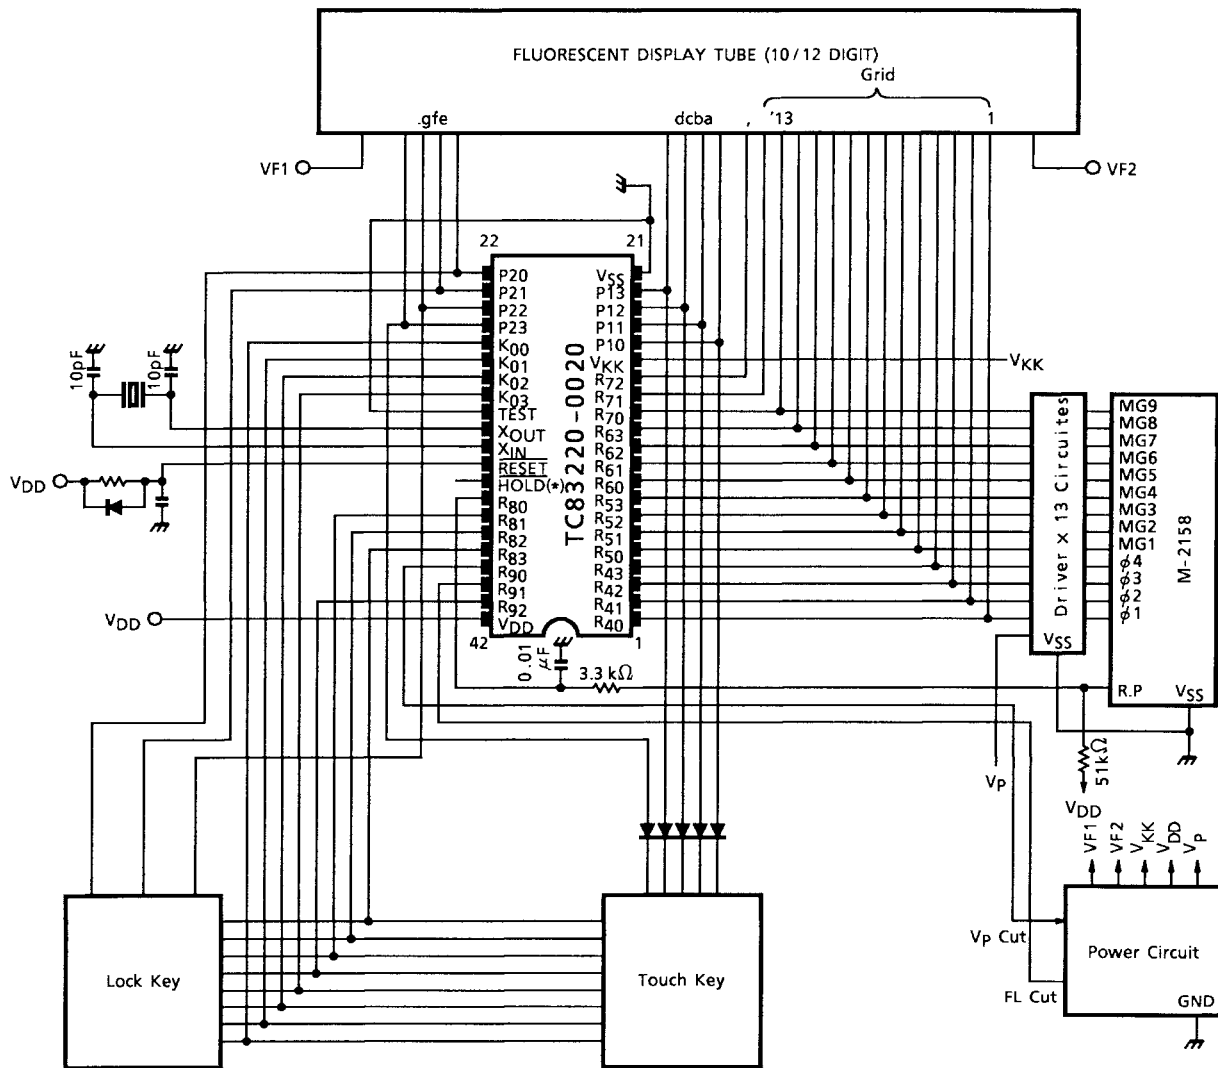 FLUORESCENT DISPLAY TUBE (10/12 DIGIT)
Grid
.gfe
dcba
,
'13
1
VF1
VF2
22
21
P20
P21
P22
P23
K00
K01
K02
K03
TEST
XOUT
XIN
RESET
HOLD(*)
R80
R81
R82
R83
R90
R91
R92
VDD
42
TC83220-0020
VSS
P13
P12
P11
P10
VKK
R72
R71
R70
R63
R62
R61
R60
R53
R52
R51
R50
R43
R42
R41
R40
1
10pF
10pF
VDD
VDD
0.01
μF
3.3 kΩ
VKK
Driver x 13 Circuites
VSS
MG9
MG8
MG7
MG6
MG5
MG4
MG3
MG2
MG1
φ4
φ3
φ2
φ1
M-2158
R.P
VSS
VP
51kΩ
VDD
VF1
VF2
VKK
VDD
VP
VP Cut
Power Circuit
FL Cut
GND
Lock Key
Touch Key